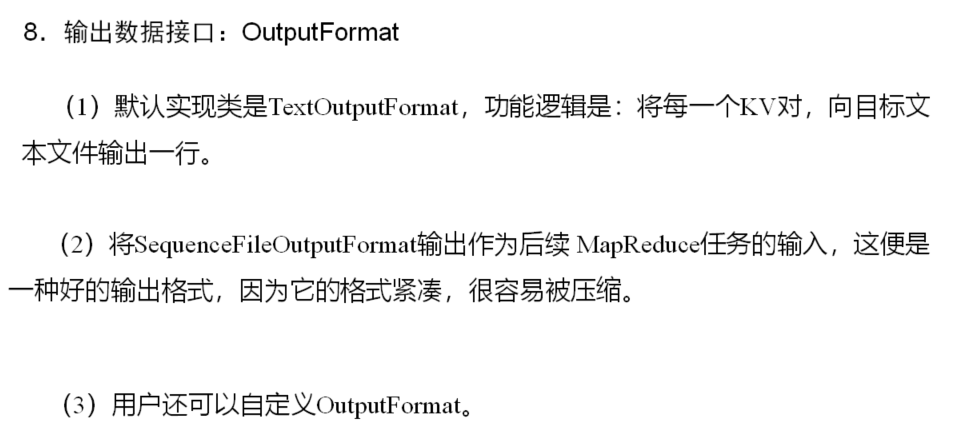 8．输出数据接口：OutputFormat
（1）默认实现类是TextOutputFormat，功能逻辑是：将每一个KV对，向目标文
本文件输出一行。
（2）将SequenceFileOutputFormat输出作为后续 MapReduce任务的输入，这便是
一种好的输出格式，因为它的格式紧凑，很容易被压缩。
（3）用户还可以自定义OutputFormat。